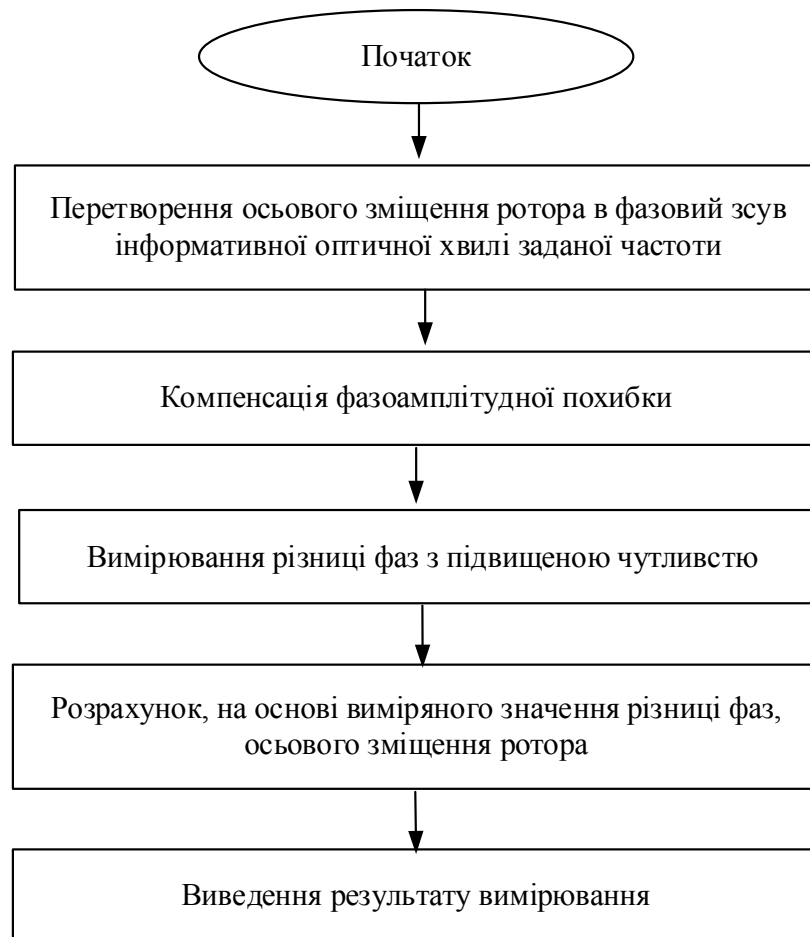 Початок
Перетворення осьового зміщення ротора в фазовий зсув
інформативної оптичної хвилі заданої частоти
Компенсація фазоамплітудної похибки
Вимірювання різниці фаз з підвищеною чутливстю
Розрахунок, на основі виміряного значення різниці фаз,
осьового зміщення ротора
Виведення результату вимірювання